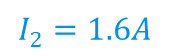 I₂ = 1.6A